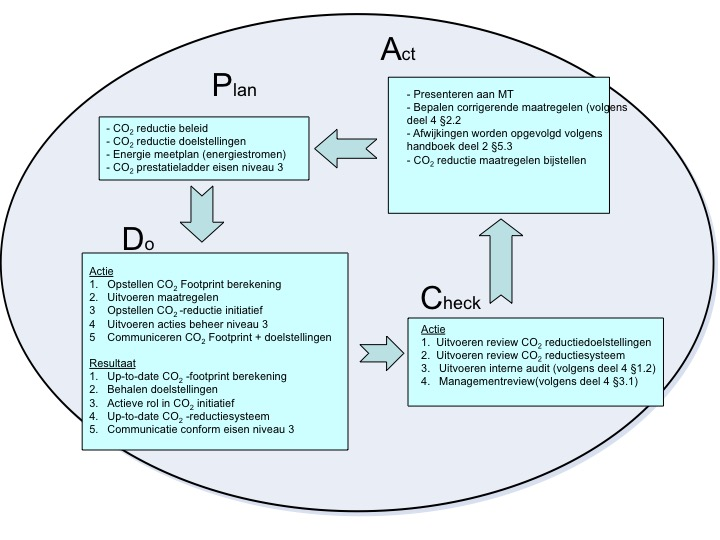 Act
- Presenteren aan MT
- Bepalen corrigerende maatregelen (volgens
deel 4 §2.2
- Afwijkingen worden opgevolgd volgens
handboek deel 2 §5.3
- CO2 reductie maatregelen bijstellen
Plan
- CO2 reductie beleid
- CO2 reductie doelstellingen
- Energie meetplan (energiestromen)
- CO2 prestatieladder eisen niveau 3
Do
Actie
1. Opstellen CO2 Footprint berekening
2. Uitvoeren maatregelen
3 Opstellen CO2 -reductie initiatief
4 Uitvoeren acties beheer niveau 3
5 Communiceren CO2 Footprint + doelstellingen
Resultaat
1. Up-to-date CO2 -footprint berekening
2. Behalen doelstellingen
3. Actieve rol in CO2 initiatief
4. Up-to-date CO2 -reductiesysteem
5. Communicatie conform eisen niveau 3
Check
Actie
1. Uitvoeren review CO2 reductiedoelstellingen
2. Uitvoeren review CO2 reductiesysteem
3. Uitvoeren interne audit (volgens deel 4 §1.2)
4. Managementreview(volgens deel 4 §3.1)